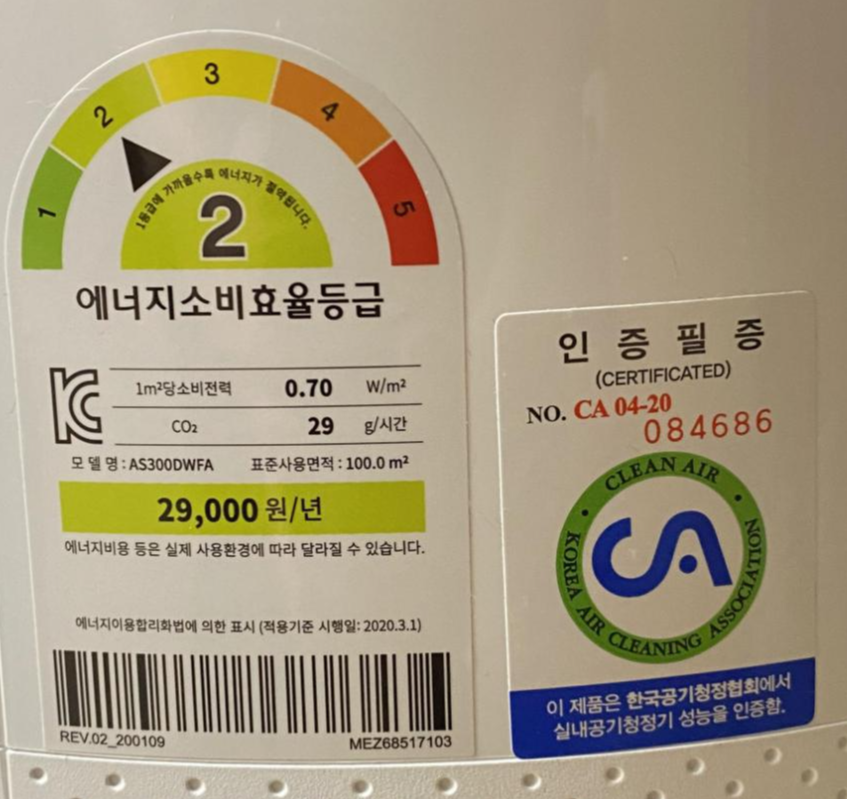 1
2
3
4
5
1등급에 가까울수록 에너지가 절약됩니다.
2
에너지소비효율등급
1m²당소비전력 0.70 W/m²
CO₂ 29 g/시간
모 델 명 : AS300DWFA 표준사용면적 : 100.0 m²
29,000 원/년
에너지비용 등은 실제 사용환경에 따라 달라질 수 있습니다.
에너지이용합리화법에 의한 표시 (적용기준 시행일: 2020.3.1)
REV.02_200109 MEZ68517103
인 증 필 증
(CERTIFICATED)
NO. CA 04-20
084686
CLEAN AIR
CA
KOREA AIR CLEANING ASSOCIATION
이 제품은 한국공기청정협회에서
실내공기청정기 성능을 인증함.